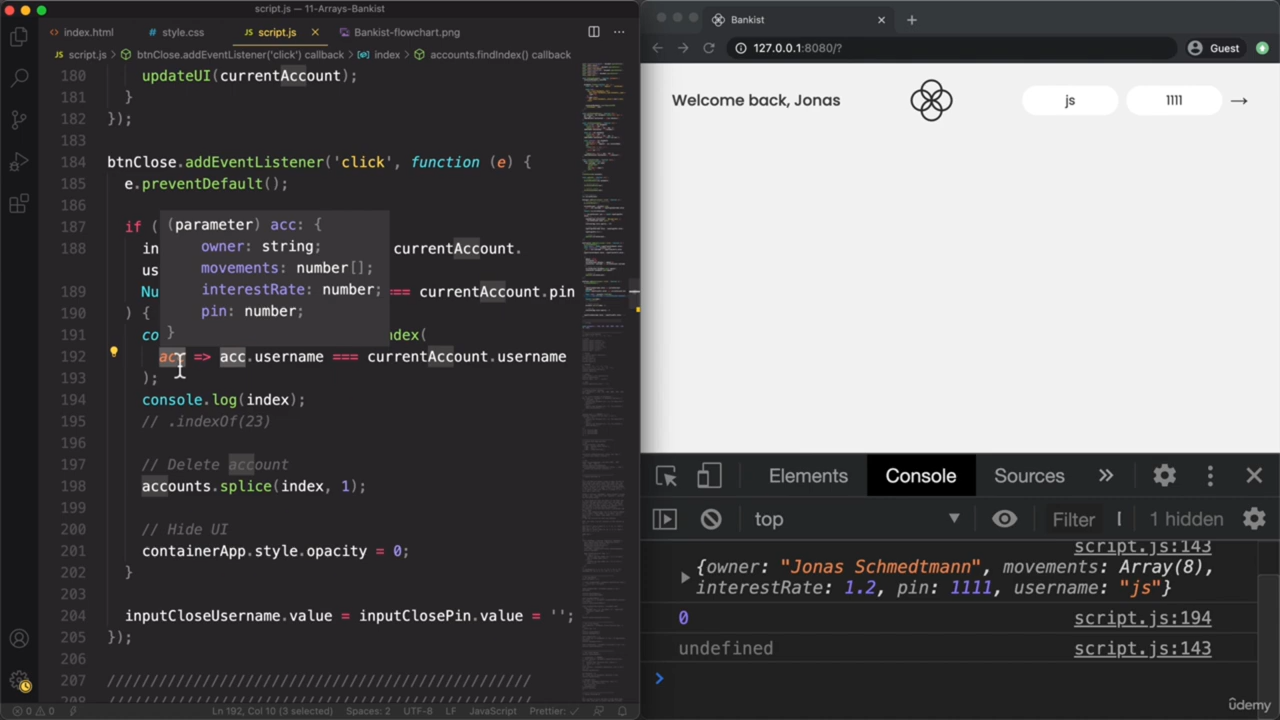 script.js — 11-Arrays-Bankist
index.html
style.css
script.js
Bankist-flowchart.png
script.js > btnClose.addEventListener('click') callback > index > accounts.findIndex() callback
180 updateUI(currentAccount);
181 }
182 });
183
184 btnClose.addEventListener('click', function (e) {
185 e.preventDefault();
186
187 if (parameter) acc: {
188 in currentAccount.
owner: string;
us
movements: number[];
Nu === currentAccount.pin
interestRate: number;
pin: number;
190 ) {
191 co ndex(
}
192 acc => acc.username === currentAccount.username
193 );
194 console.log(index);
195 // .indexOf(23)
196
197 // Delete account
198 accounts.splice(index, 1);
199
200 // Hide UI
201 containerApp.style.opacity = 0;
202 }
203
204 inputCloseUsername.value = inputClosePin.value = '';
205 });
206
207 /////////////////////////////////////////////////
/////////////////////////////////////////////////
0 0 Ln 192, Col 10 (3 selected) Spaces: 2 UTF-8 LF JavaScript Prettier: ✓
Bankist
127.0.0.1:8080/?
Guest
Welcome back, Jonas
js
1111
→
Elements Console Sources »
top Filter 1 hidden
script.js:143
{owner: "Jonas Schmedtmann", movements: Array(8),
interestRate: 1.2, pin: 1111, username: "js"}
0 script.js:194
undefined script.js:143
>
udemy